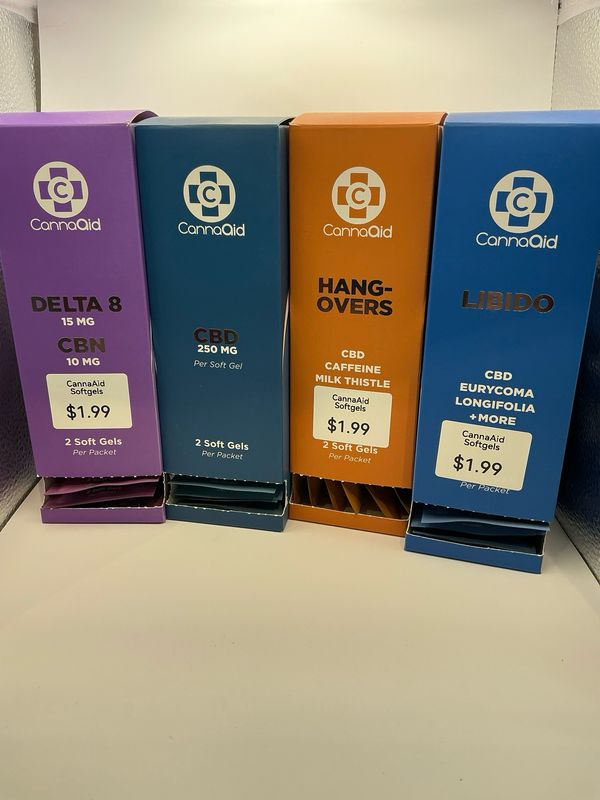 C
CannaAid
DELTA 8
15 MG
CBN
10 MG
CannaAid
Softgels
$1.99
2 Soft Gels
Per Packet
C
CannaAid
CBD
250 MG
Per Soft Gel
2 Soft Gels
Per Packet
C
CannaAid
HANG-
OVERS
CBD
CAFFEINE
MILK THISTLE
CannaAid
Softgels
$1.99
2 Soft Gels
Per Packet
C
CannaAid
LIBIDO
CBD
EURYCOMA
LONGIFOLIA
+MORE
CannaAid
Softgels
$1.99
Per Packet